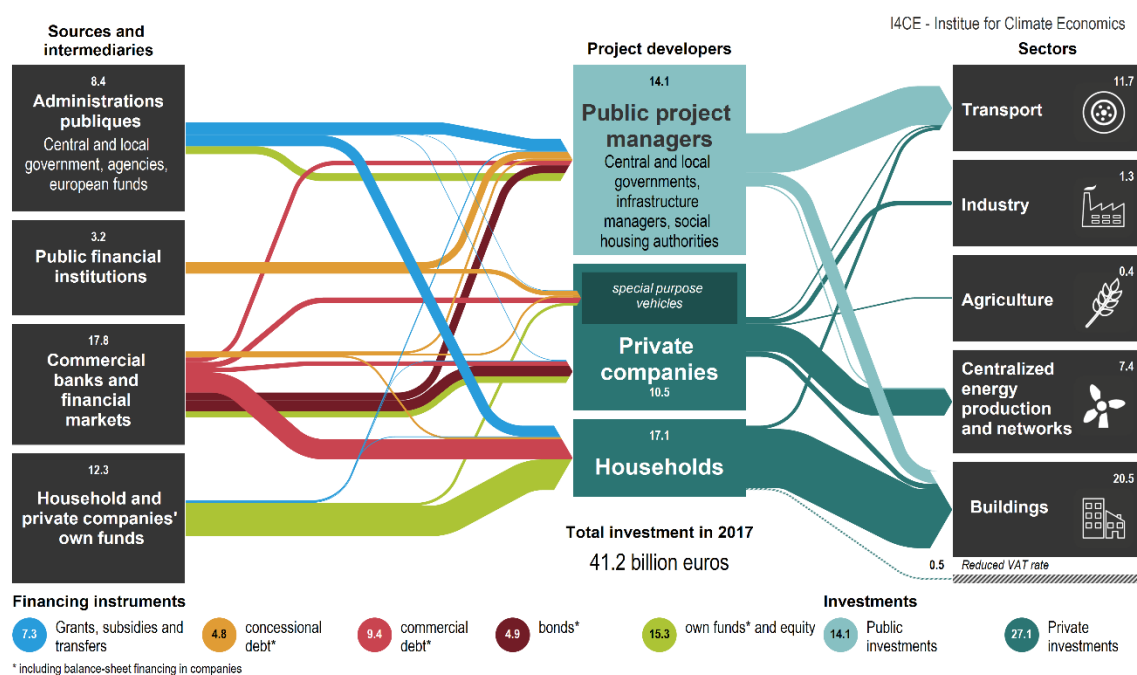 I4CE - Institue for Climate Economics
Sources and
intermediaries
Project developers
Sectors
8.4
Administrations
publiques
Central and local
government, agencies,
european funds
3.2
Public financial
institutions
17.8
Commercial
banks and
financial
markets
12.3
Household and
private companies'
own funds
14.1
Public project
managers
Central and local
governments,
infrastructure
managers, social
housing authorities
special purpose
vehicles
Private
companies
10.5
17.1
Households
Total investment in 2017
41.2 billion euros
11.7
Transport
1.3
Industry
0.4
Agriculture
7.4
Centralized
energy
production
and networks
20.5
Buildings
0.5 Reduced VAT rate
Financing instruments
7.3 Grants, subsidies and
transfers
4.8 concessional
debt*
9.4 commercial
debt*
4.9 bonds*
15.3 own funds* and equity
Investments
14.1 Public
investments
27.1 Private
investments
* including balance-sheet financing in companies